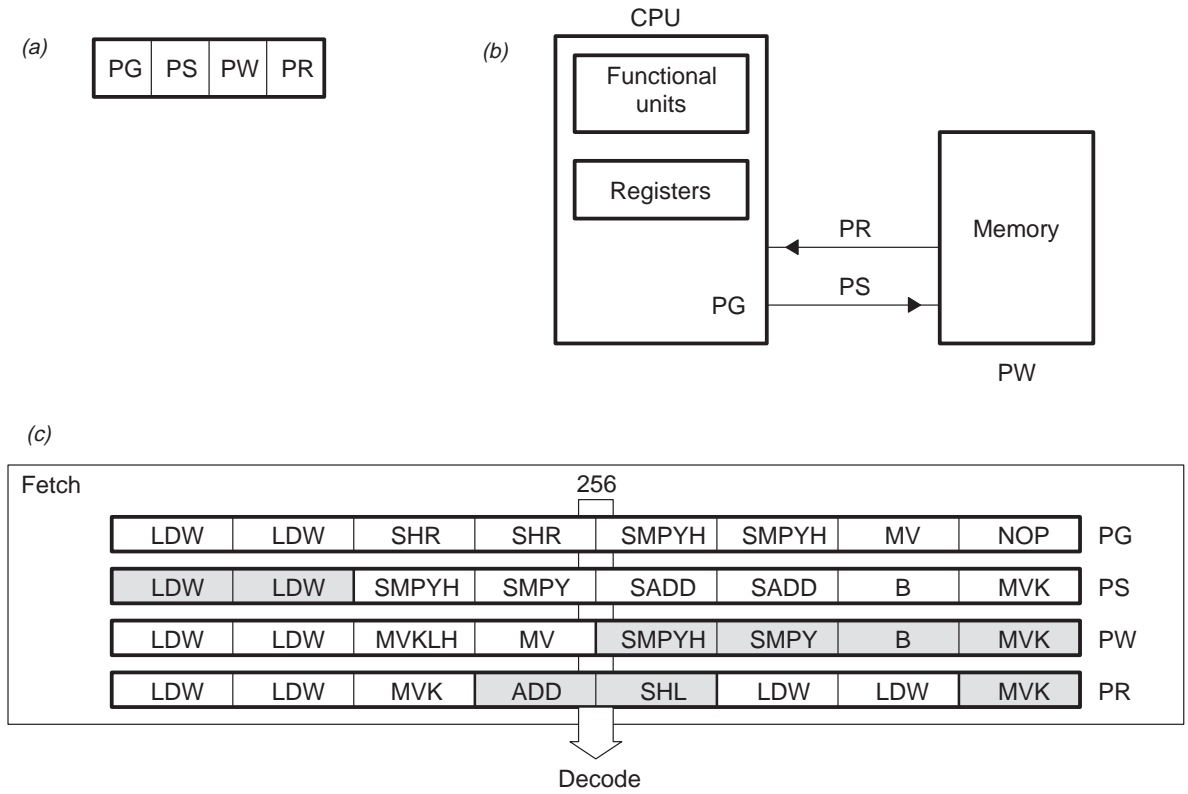 (a)
PG PS PW PR
(b)
CPU
Functional
units
Registers
PR
PS
PG
Memory
PW
(c)
Fetch
256
LDW LDW SHR SHR SMPYH SMPYH MV NOP PG
LDW LDW SMPYH SMPY SADD SADD B MVK PS
LDW LDW MVKLH MV SMPYH SMPY B MVK PW
LDW LDW MVK ADD SHL LDW LDW MVK PR
Decode